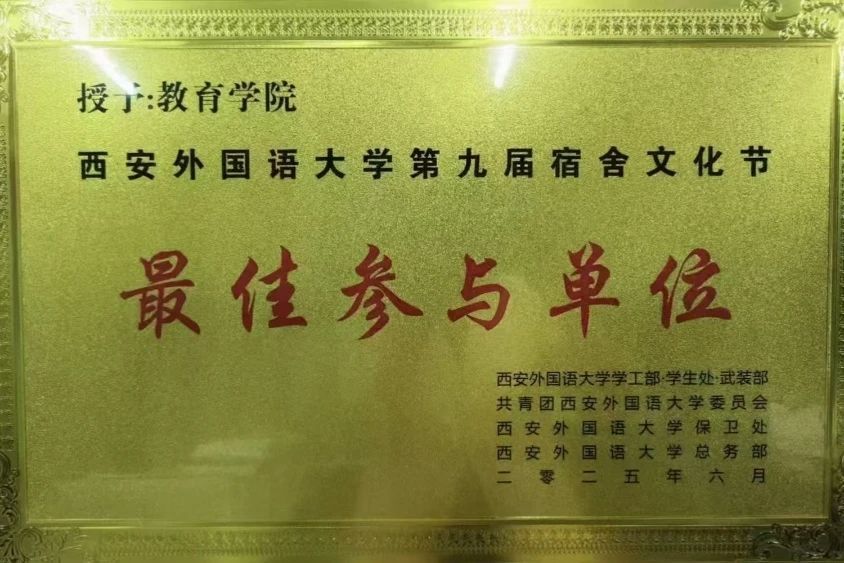 授予:教育学院
西安外国语大学第九届宿舍文化节
最佳参与单位
西安外国语大学学工部·学生处·武装部
共青团西安外国语大学委员会
西安外国语大学保卫处
西安外国语大学总务部
二零二五年六月